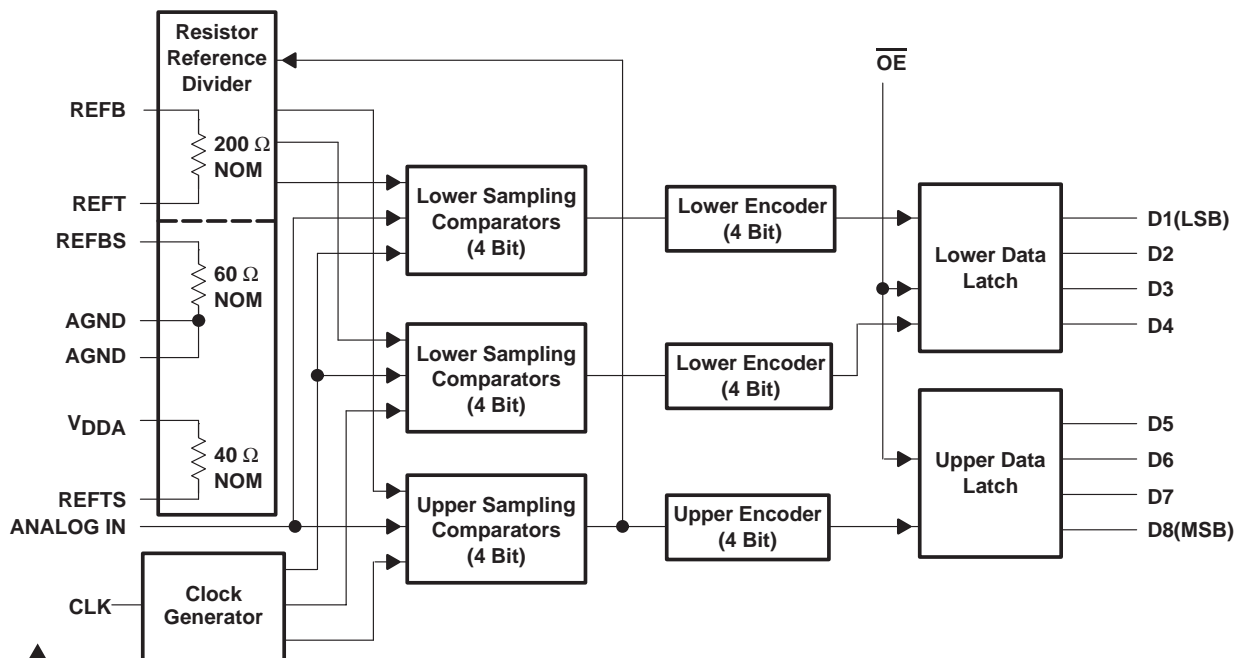 Resistor
Reference
Divider
OE
REFB
200 Ω
NOM
REFT
REFBS
60 Ω
NOM
AGND
AGND
VDDA
40 Ω
NOM
REFTS
ANALOG IN
CLK
Clock
Generator
Lower Sampling
Comparators
(4 Bit)
Lower Encoder
(4 Bit)
Lower Data
Latch
D1(LSB)
D2
D3
D4
Lower Sampling
Comparators
(4 Bit)
Lower Encoder
(4 Bit)
Upper Sampling
Comparators
(4 Bit)
Upper Encoder
(4 Bit)
Upper Data
Latch
D5
D6
D7
D8(MSB)